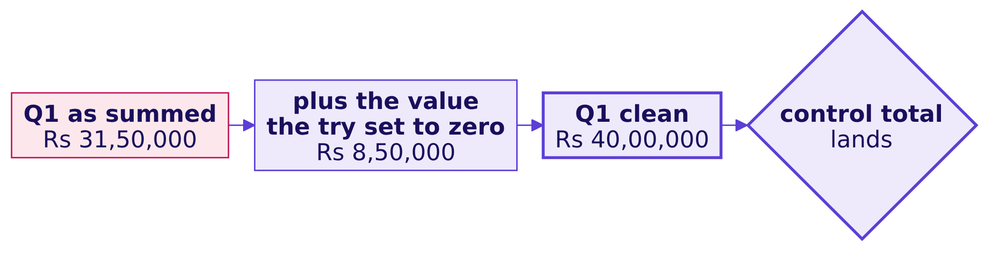 Q1 as summed
Rs 31,50,000
plus the value
the try set to zero
Rs 8,50,000
Q1 clean
Rs 40,00,000
control total
lands